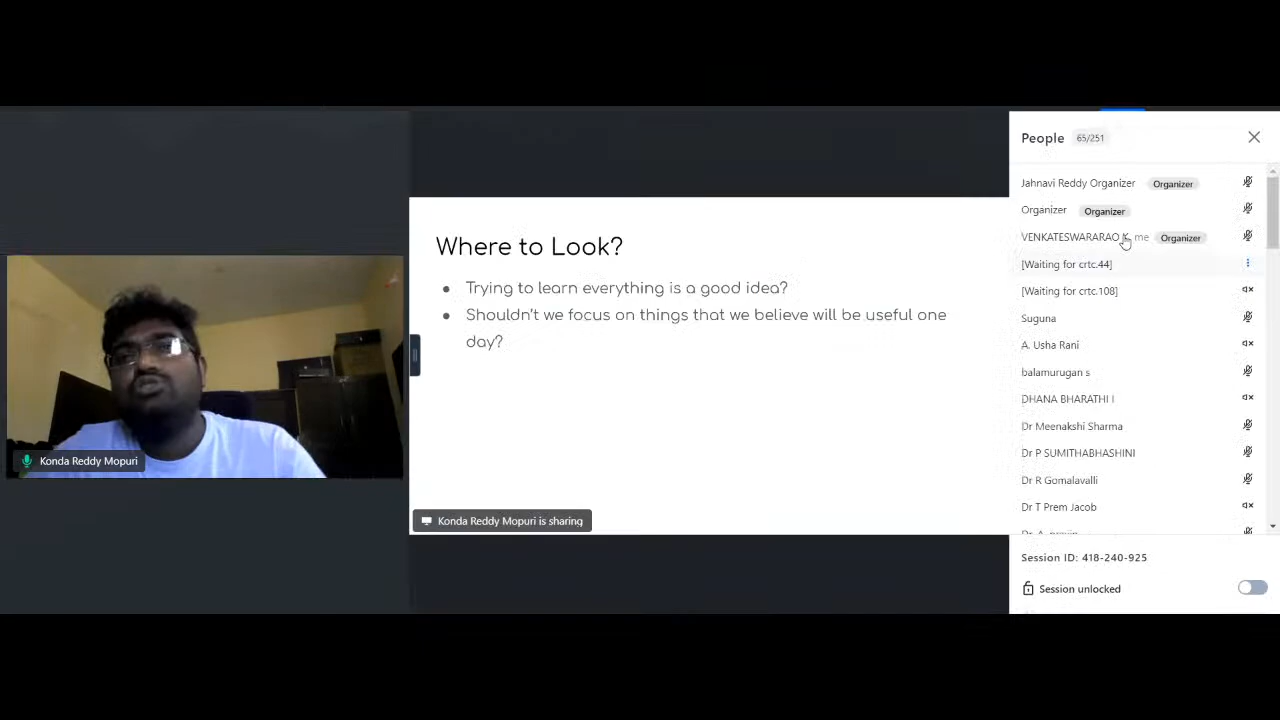 Konda Reddy Mopuri
Where to Look?
● Trying to learn everything is a good idea?
● Shouldn't we focus on things that we believe will be useful one
day?
Konda Reddy Mopuri is sharing
People 65/251
Jahnavi Reddy Organizer Organizer
Organizer Organizer
VENKATESWARARAO K me Organizer
[Waiting for crtc.44]
[Waiting for crtc.108]
Suguna
A. Usha Rani
balamurugan s
DHANA BHARATHI I
Dr Meenakshi Sharma
Dr P SUMITHABHASHINI
Dr R Gomalavalli
Dr T Prem Jacob
Session ID: 418-240-925
Session unlocked